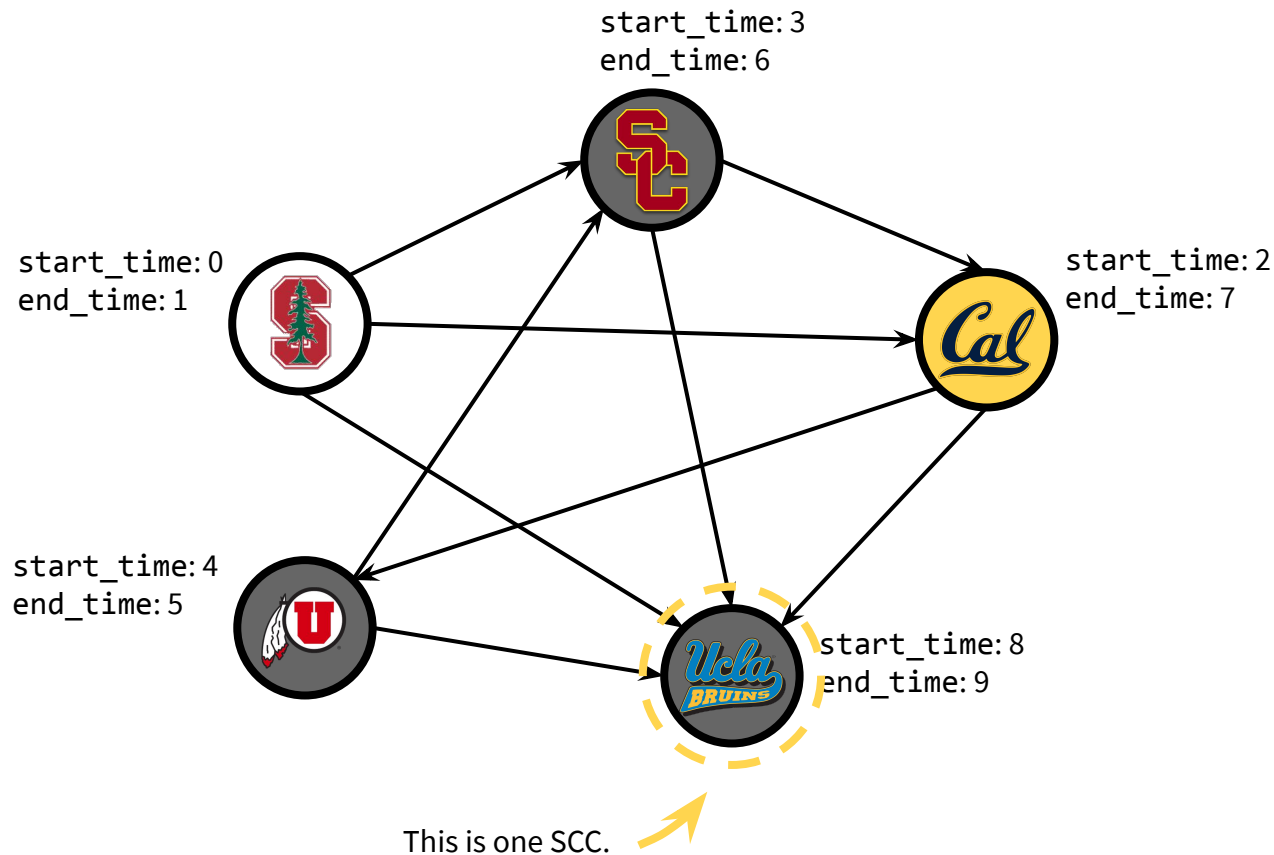 start_time: 3
end_time: 6
SC
start_time: 0
end_time: 1
S
start_time: 2
end_time: 7
Cal
start_time: 4
end_time: 5
U
Ucla
BRUINS
start_time: 8
end_time: 9
This is one SCC.